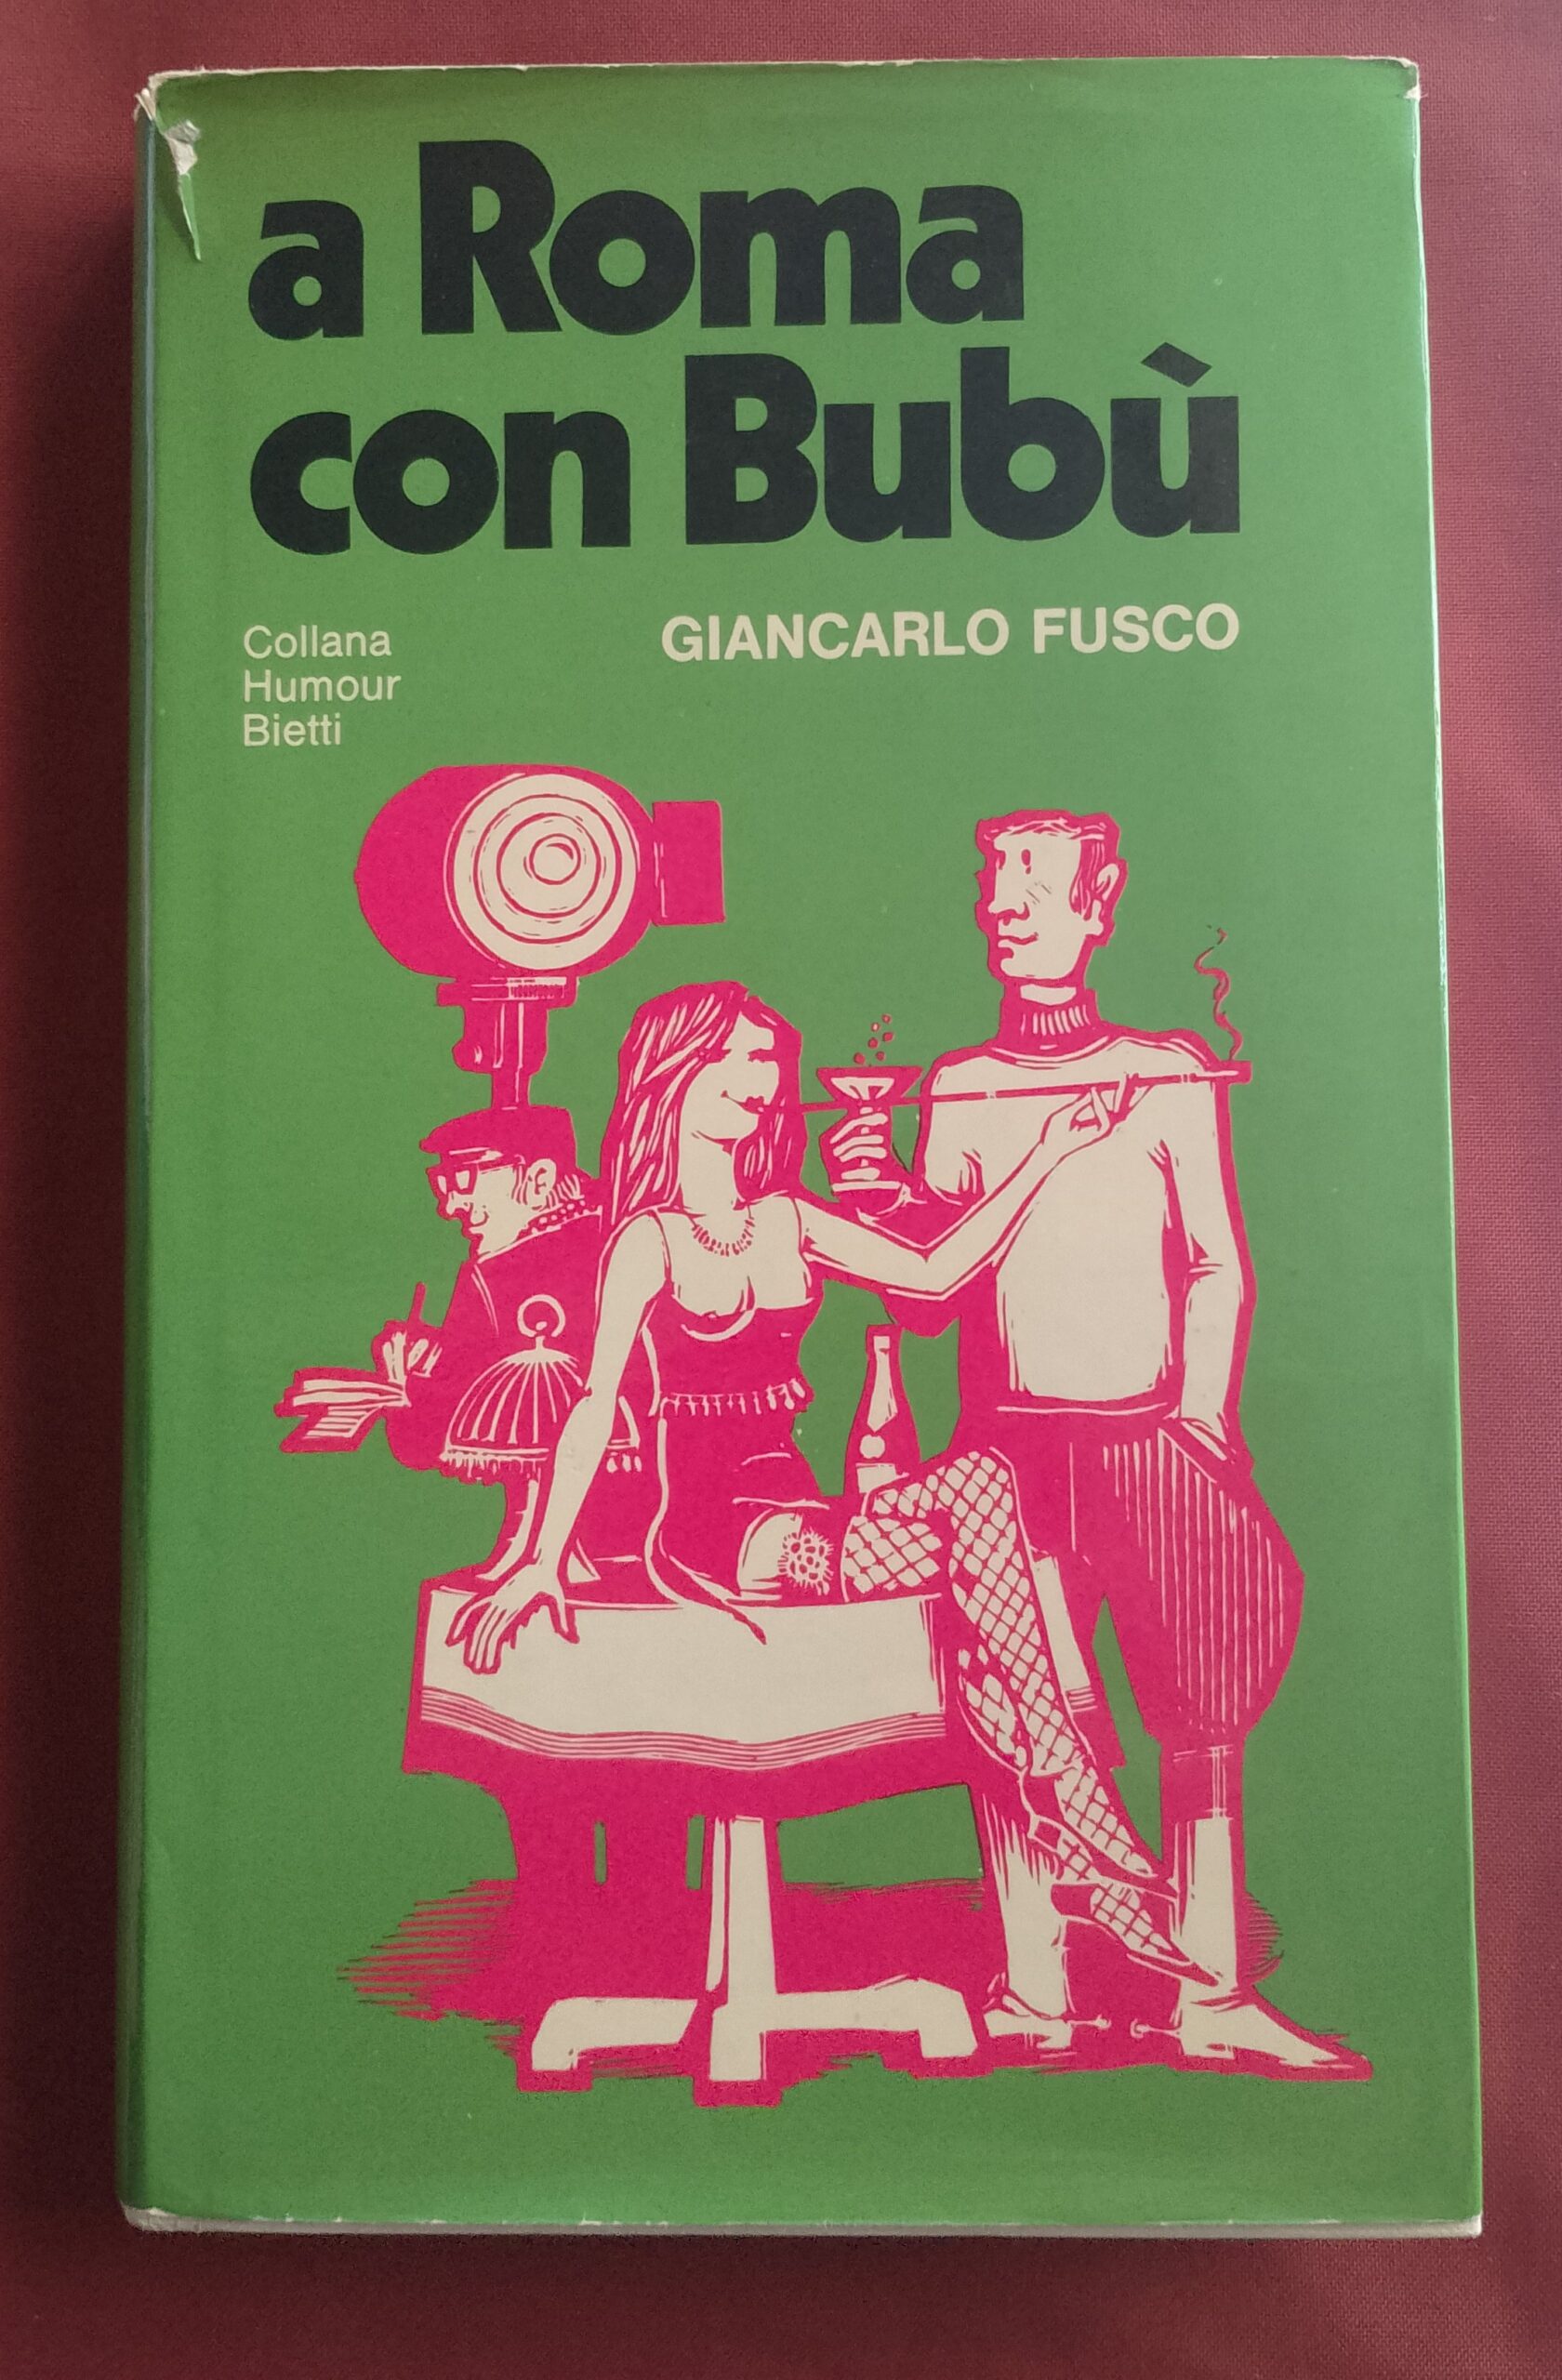 a Roma
con Bubù
GIANCARLO FUSCO
Collana
Humour
Bietti